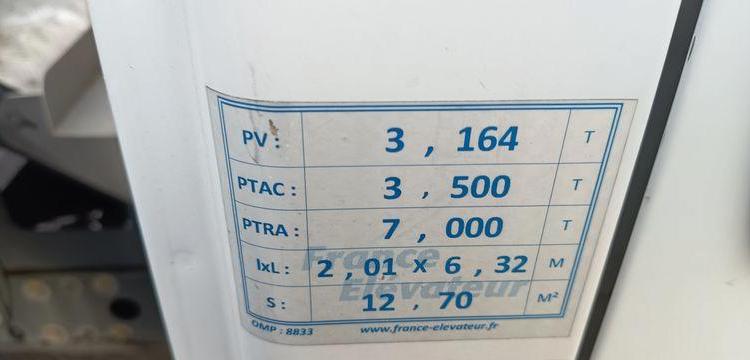 PV : 3 , 164 T
PTAC : 3 , 500 T
PTRA : 7 , 000 T
lxL : 2 , 01 x 6 , 32 M
France
Elévateur
S : 12 , 70 M²
OMP : 8833 www.france-elevateur.fr